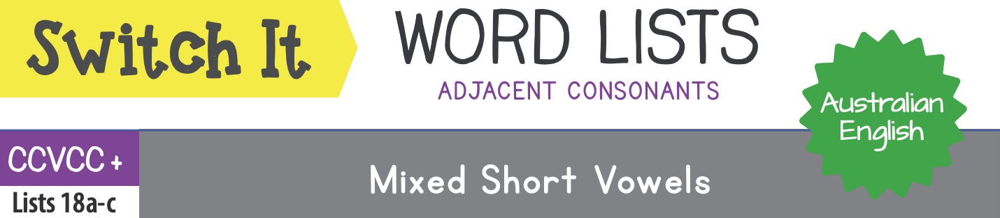 Switch It
WORD LISTS
ADJACENT CONSONANTS
Australian
English
CCVCC +
Mixed Short Vowels
Lists 18a-c